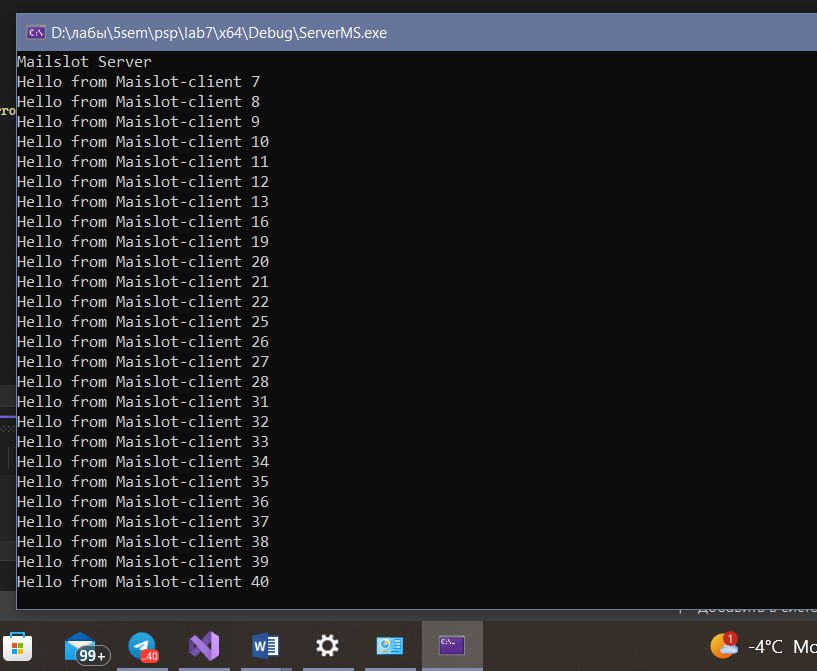 D:\лабы\5sem\psp\lab7\x64\Debug\ServerMS.exe
Mailslot Server
Hello from Maislot-client 7
rro
Hello from Maislot-client 8
Hello from Maislot-client 9
Hello from Maislot-client 10
Hello from Maislot-client 11
Hello from Maislot-client 12
Hello from Maislot-client 13
Hello from Maislot-client 16
Hello from Maislot-client 19
Hello from Maislot-client 20
Hello from Maislot-client 21
Hello from Maislot-client 22
Hello from Maislot-client 25
Hello from Maislot-client 26
Hello from Maislot-client 27
Hello from Maislot-client 28
Hello from Maislot-client 31
Hello from Maislot-client 32
Hello from Maislot-client 33
Hello from Maislot-client 34
Hello from Maislot-client 35
Hello from Maislot-client 36
Hello from Maislot-client 37
Hello from Maislot-client 38
Hello from Maislot-client 39
Hello from Maislot-client 40
99+
40
W
1
-4°C Мо